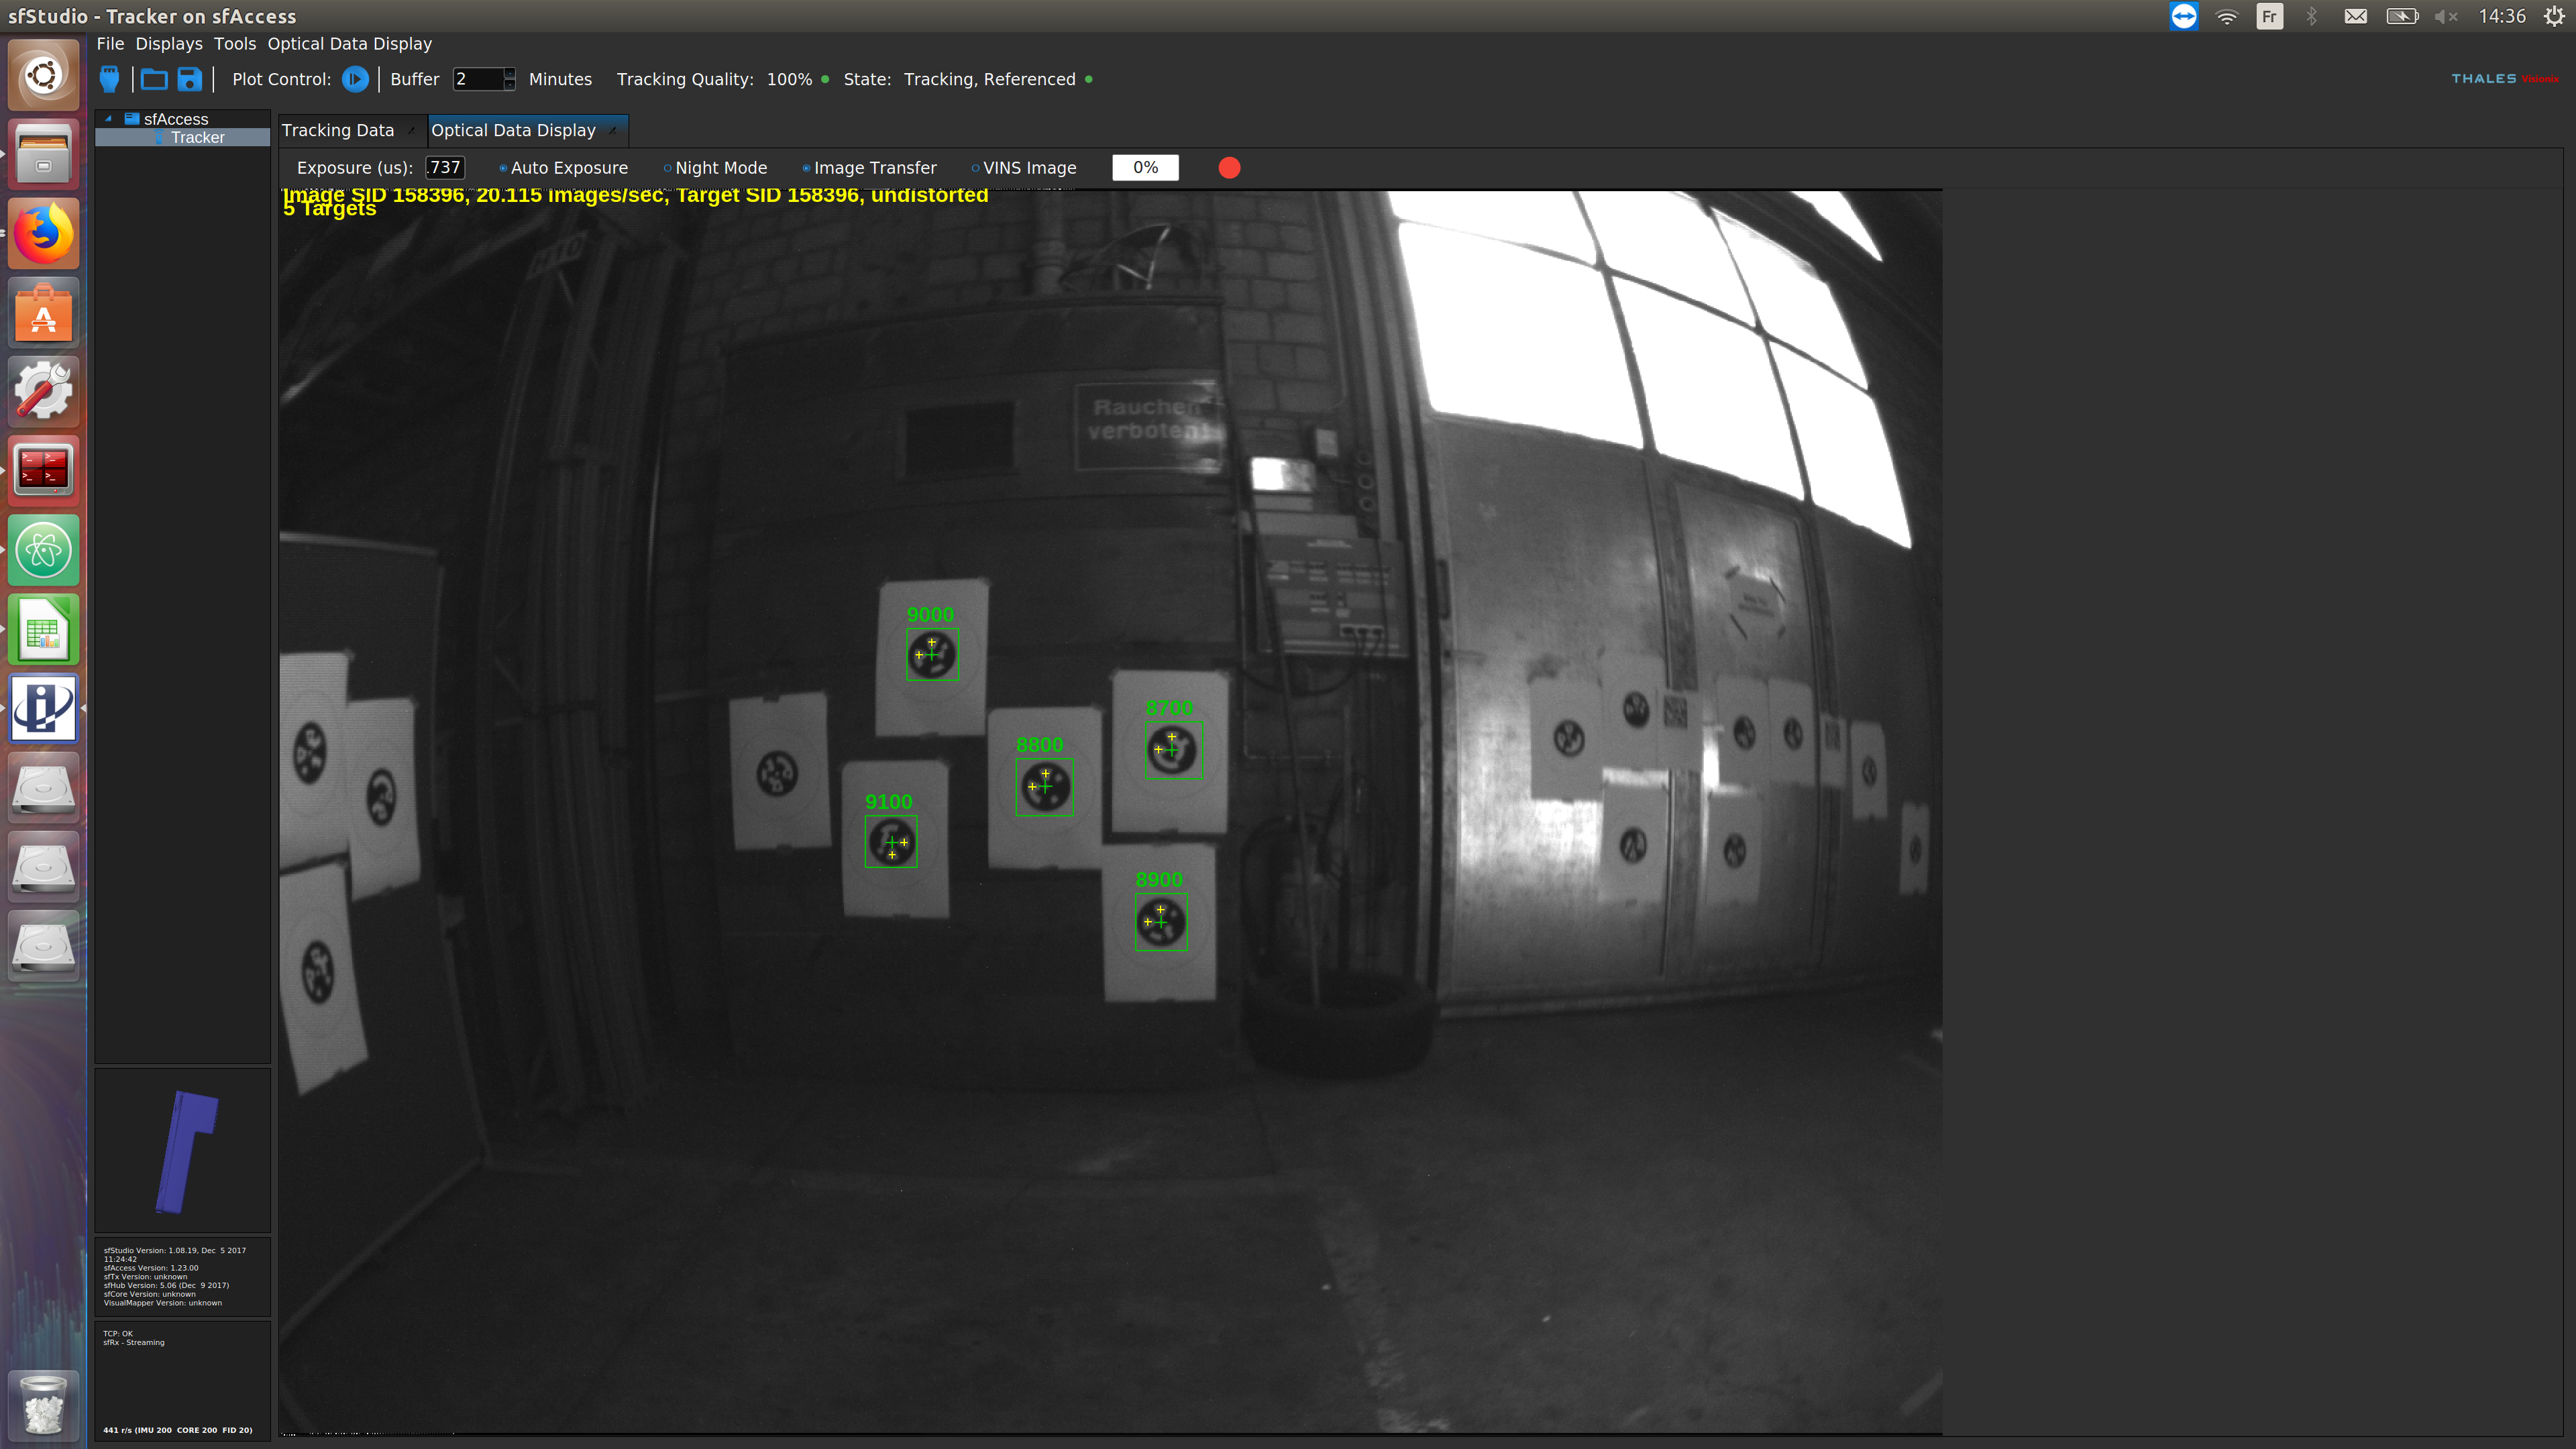 sfStudio - Tracker on sfAccess
Fr
14:36
File Displays Tools Optical Data Display
Plot Control: Buffer 2 Minutes Tracking Quality: 100% State: Tracking, Referenced
THALES Visionix
sfAccess
Tracker
Tracking Data Optical Data Display
Exposure (us): .737 Auto Exposure Night Mode Image Transfer VINS Image 0%
Image SID 158396, 20.115 images/sec, Target SID 158396, undistorted
5 Targets
H10
Rauchen
verboten!
9000
8700
8800
9100
8900
sfStudio Version: 1.08.19, Dec 5 2017
11:24:42
sfAccess Version: 1.23.00
sfTx Version: unknown
sfHub Version: 5.06 (Dec 9 2017)
sfCore Version: unknown
VisualMapper Version: unknown
TCP: OK
sfRx - Streaming
441 r/s (IMU 200 CORE 200 FID 20)